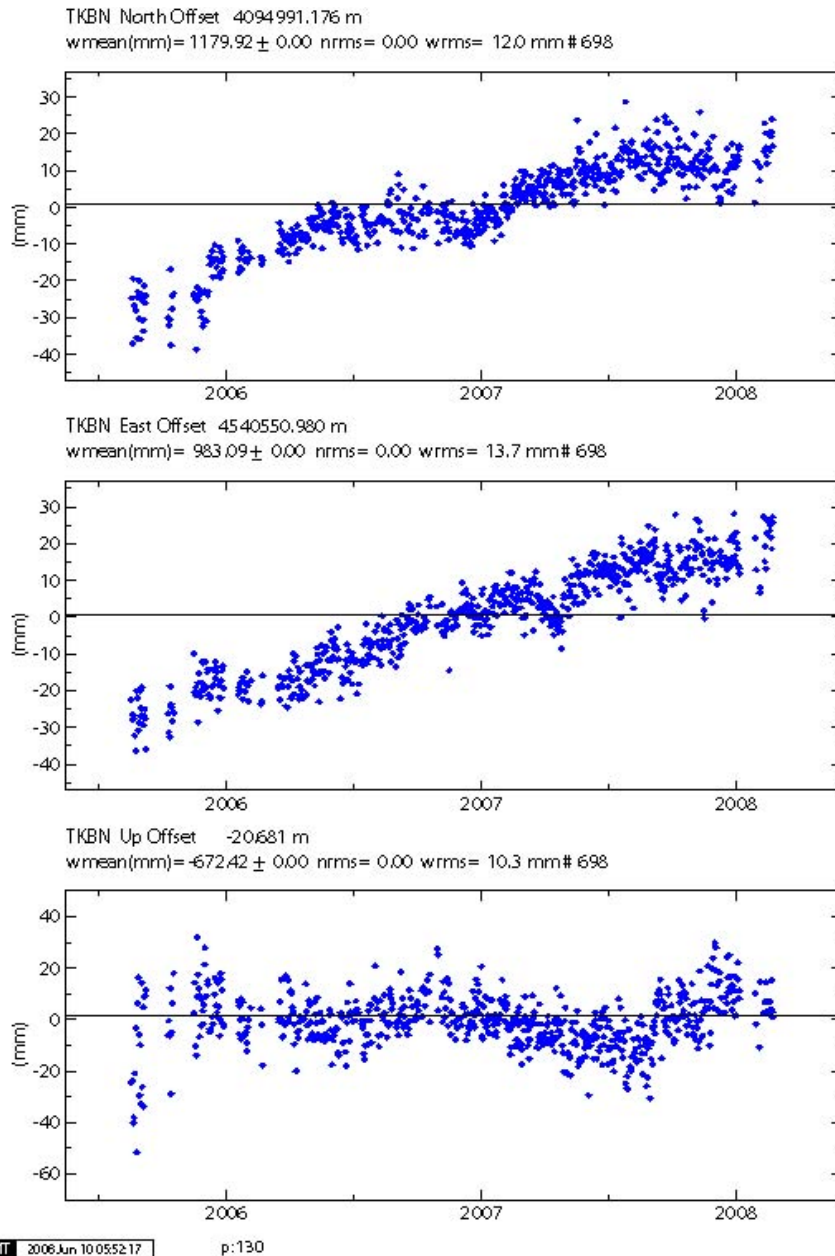 TKBN North Offset 4094991.176 m
wmean(mm)= 1179.92 ± 0.00 nrms= 0.00 wrms= 12.0 mm # 698
30
20
10
0
-10
-20
-30
-40
(mm)
2006 2007 2008
TKBN East Offset 4540550.980 m
wmean(mm)= 983.09 ± 0.00 nrms= 0.00 wrms= 13.7 mm # 698
30
20
10
0
-10
-20
-30
-40
(mm)
2006 2007 2008
TKBN Up Offset -20.681 m
wmean(mm)= -672.42 ± 0.00 nrms= 0.00 wrms= 10.3 mm # 698
40
20
0
-20
-40
-60
(mm)
2006 2007 2008
2008 Jun 10 05:52:17 p:130